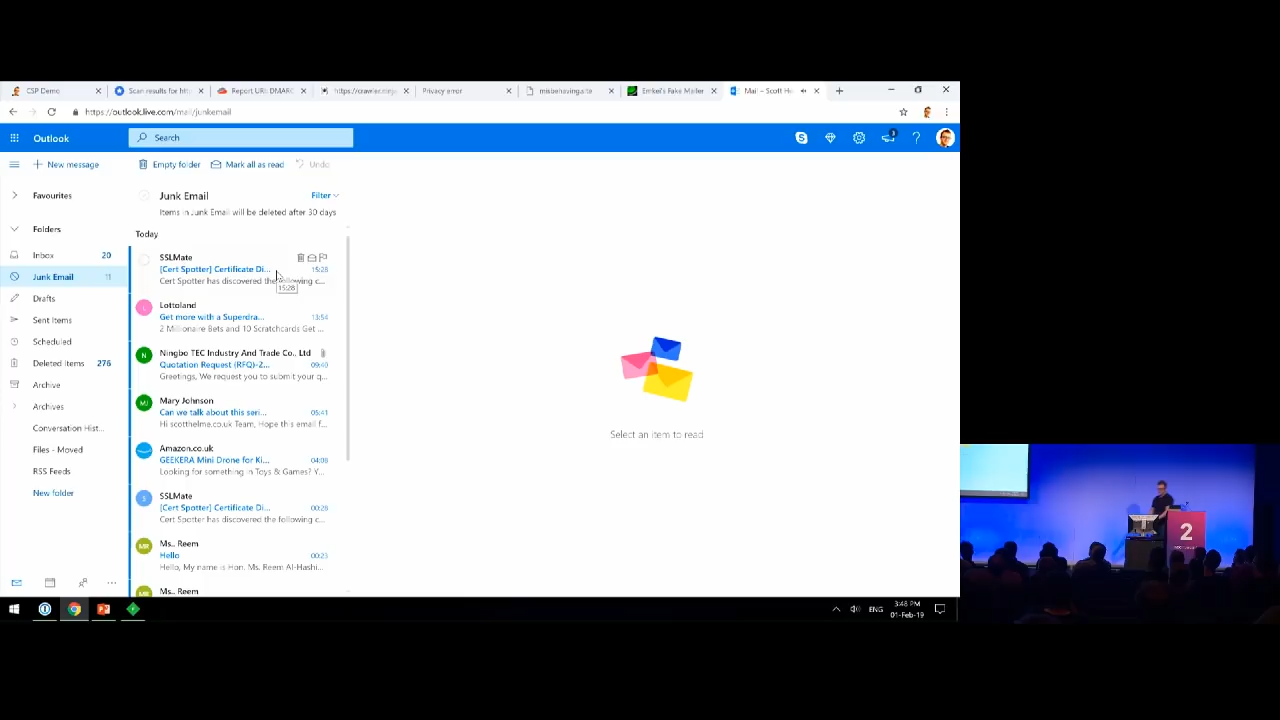 CSP Demo
Scan results for http
Report URI: DMARC
https://crawler.ninja
Privacy error
misbehaving.site
Emkei's Fake Mailer
Mail – Scott He
https://outlook.live.com/mail/junkemail
Outlook
Search
New message
Empty folder
Mark all as read
Undo
Favourites
Folders
Inbox 20
Junk Email 11
Drafts
Sent Items
Scheduled
Deleted Items 276
Archive
Archives
Conversation Hist...
Files - Moved
RSS Feeds
New folder
Junk Email
Filter
Items in Junk Email will be deleted after 30 days
Today
SSLMate
[Cert Spotter] Certificate Di... 15:28
Cert Spotter has discovered the following c...
15:28
L
Lottoland
Get more with a Superdra... 13:54
2 Millionaire Bets and 10 Scratchcards Get ...
N
Ningbo TEC Industry And Trade Co., Ltd
Quotation Request (RFQ)-2... 09:40
Greetings, We request you to submit your q...
MJ
Mary Johnson
Can we talk about this seri... 05:41
Hi scotthelme.co.uk Team, Hope this email f...
Amazon.co.uk
GEEKERA Mini Drone for Ki... 04:08
Looking for something in Toys & Games? Y...
S
SSLMate
[Cert Spotter] Certificate Di... 00:28
Cert Spotter has discovered the following c...
MR
Ms.. Reem
Hello 00:23
Hello, My name is Hon. Ms. Reem Al-Hashi...
MR
Ms.. Reem
Select an item to read
ENG
3:48 PM
01-Feb-19
2